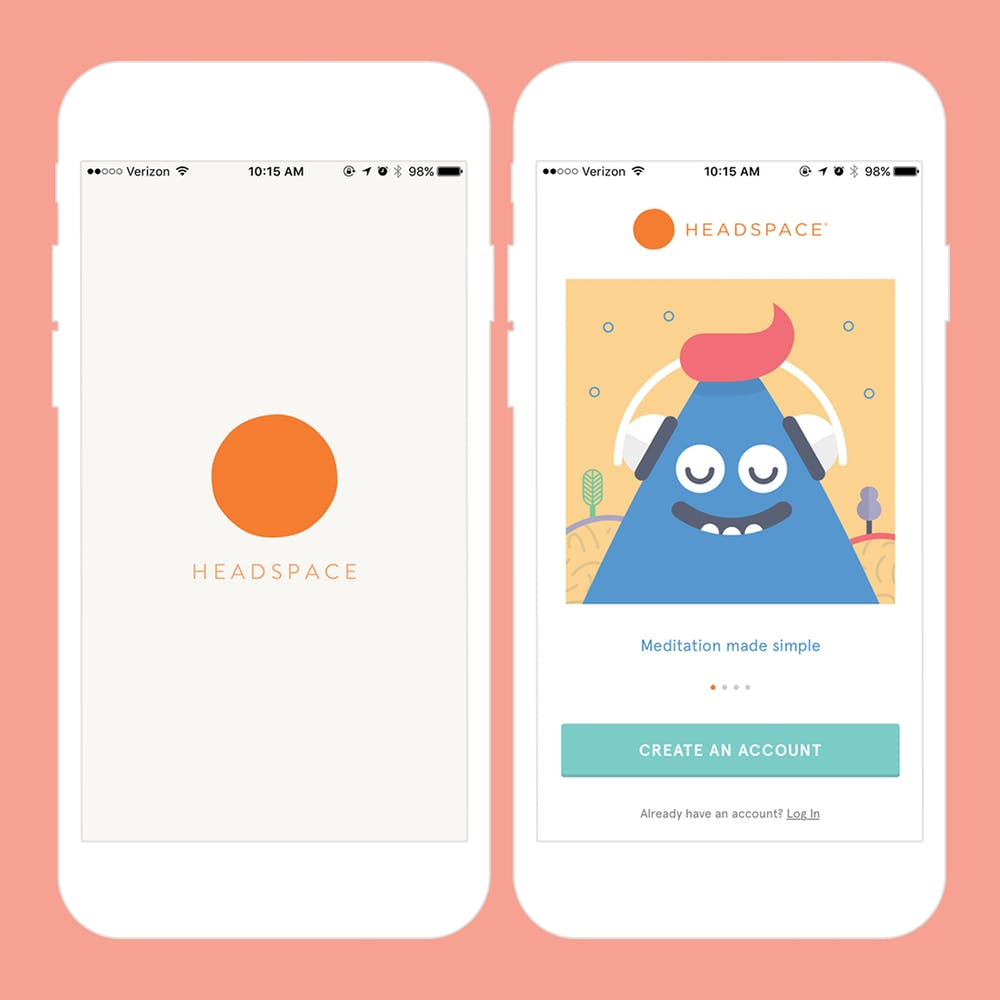 Verizon 10:15 AM 98%
HEADSPACE
Verizon 10:15 AM 98%
HEADSPACE®
Meditation made simple
CREATE AN ACCOUNT
Already have an account? Log In